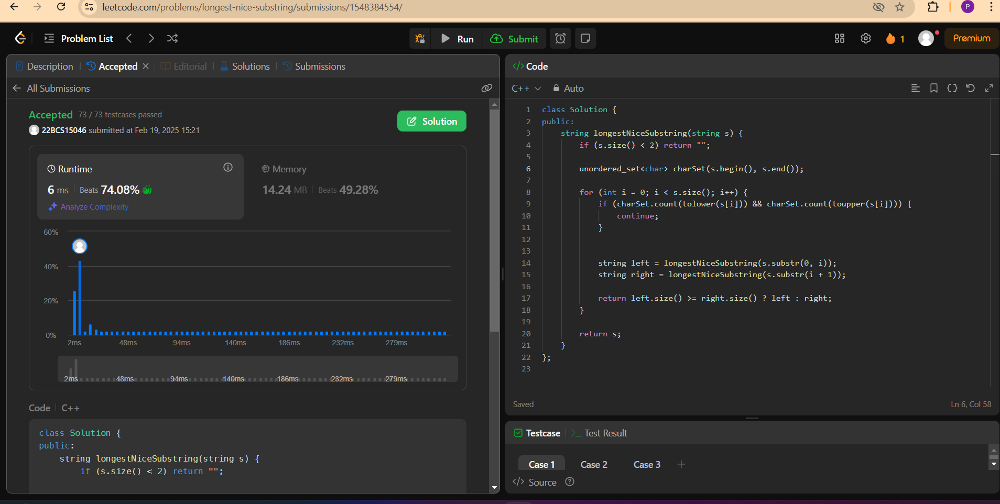 leetcode.com/problems/longest-nice-substring/submissions/1548384554/
P
Problem List
Run
Submit
1
Premium
Description
Accepted
Editorial
Solutions
Submissions
All Submissions
Accepted 73 / 73 testcases passed
22BCS15046 submitted at Feb 19, 2025 15:21
Solution
Runtime
6 ms Beats 74.08%
Analyze Complexity
Memory
14.24 MB Beats 49.28%
60%
40%
20%
0%
2ms 48ms 94ms 140ms 186ms 232ms 279ms
2ms 48ms 94ms 140ms 186ms 232ms 279ms
Code C++
class Solution {
public:
string longestNiceSubstring(string s) {
if (s.size() < 2) return "";
</> Code
C++ Auto
1 class Solution {
2 public:
3 string longestNiceSubstring(string s) {
4 if (s.size() < 2) return "";
5
6 unordered_set<char> charSet(s.begin(), s.end());
7
8 for (int i = 0; i < s.size(); i++) {
9 if (charSet.count(tolower(s[i])) && charSet.count(toupper(s[i]))) {
10 continue;
11 }
12
13
14 string left = longestNiceSubstring(s.substr(0, i));
15 string right = longestNiceSubstring(s.substr(i + 1));
16
17 return left.size() >= right.size() ? left : right;
18 }
19
20 return s;
21 }
22 };
23
Saved
Ln 6, Col 58
Testcase
>_ Test Result
Case 1 Case 2 Case 3 +
</> Source ?